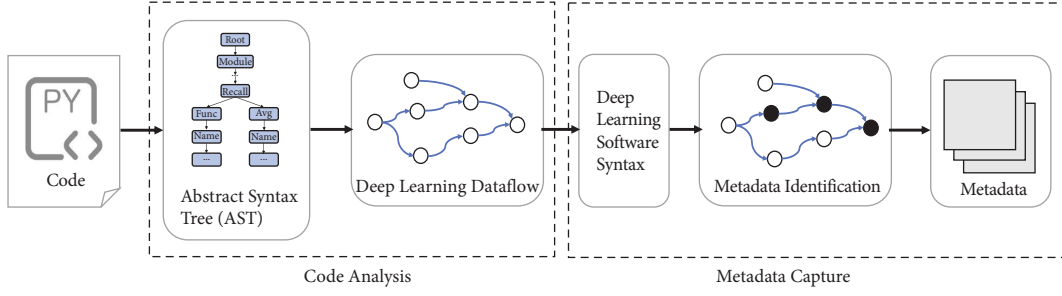 PY
Code
Root
Module
...
Recall
Func
Avg
Name
Name
...
...
Abstract Syntax
Tree (AST)
Deep Learning Dataflow
Code Analysis
Deep
Learning
Software
Syntax
Metadata Identification
Metadata
Metadata Capture